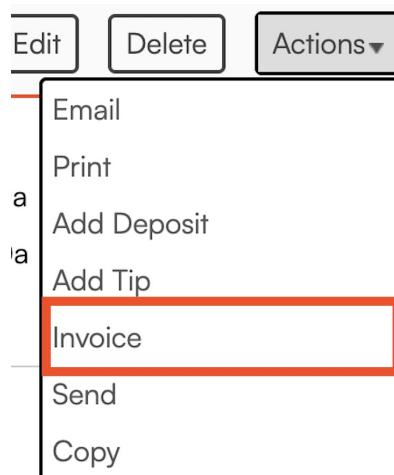 Edit Delete Actions
Email
Print
a
Add Deposit
a
Add Tip
Invoice
Send
Copy